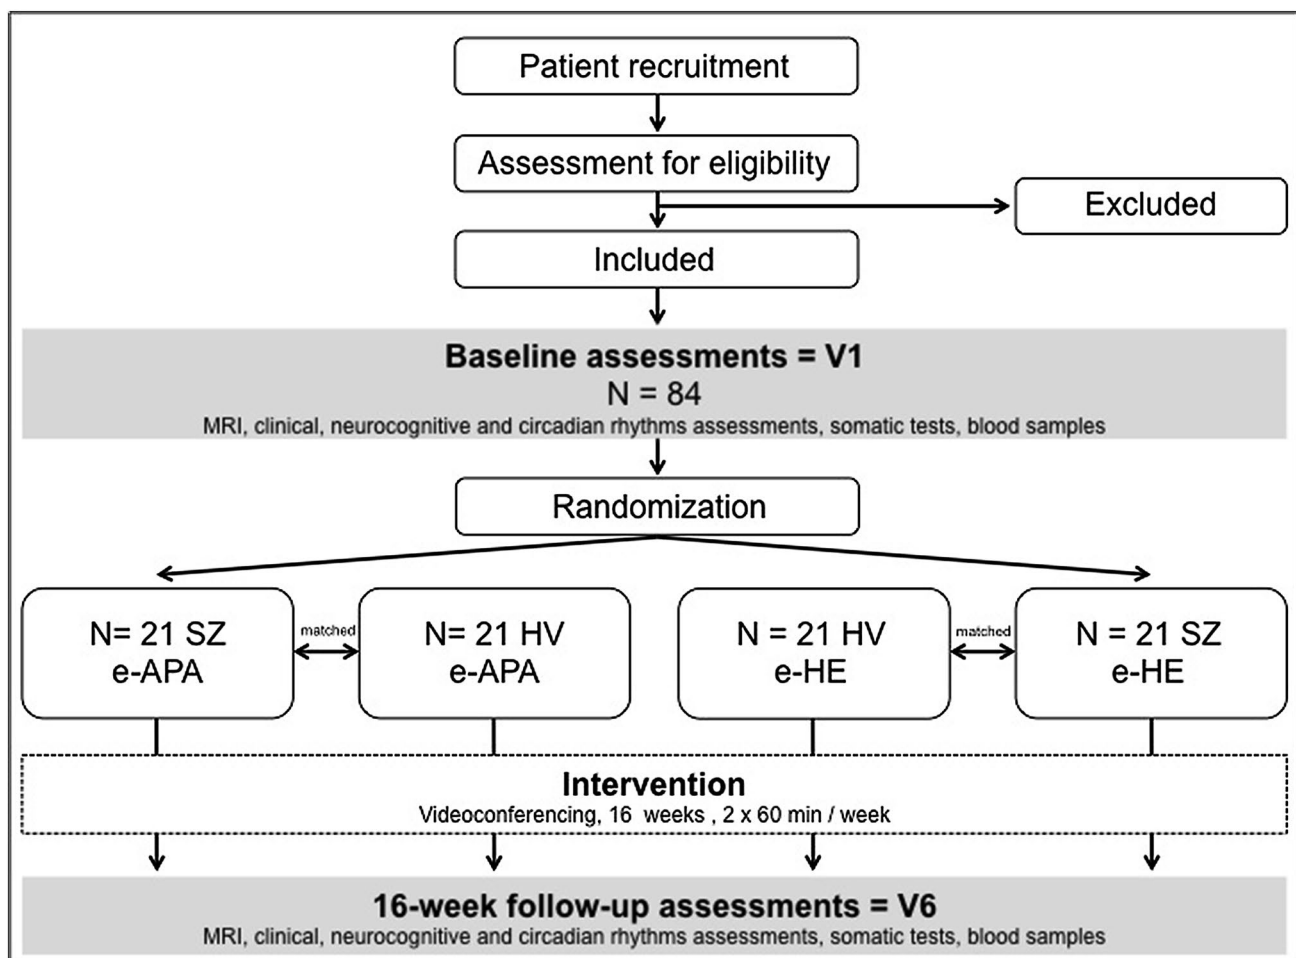 Patient recruitment
Assessment for eligibility
Excluded
Included
Baseline assessments = V1
N = 84
MRI, clinical, neurocognitive and circadian rhythms assessments, somatic tests, blood samples
Randomization
N= 21 SZ
e-APA
matched
N= 21 HV
e-APA
N = 21 HV
e-HE
matched
N = 21 SZ
e-HE
Intervention
Videoconferencing, 16 weeks , 2 x 60 min / week
16-week follow-up assessments = V6
MRI, clinical, neurocognitive and circadian rhythms assessments, somatic tests, blood samples